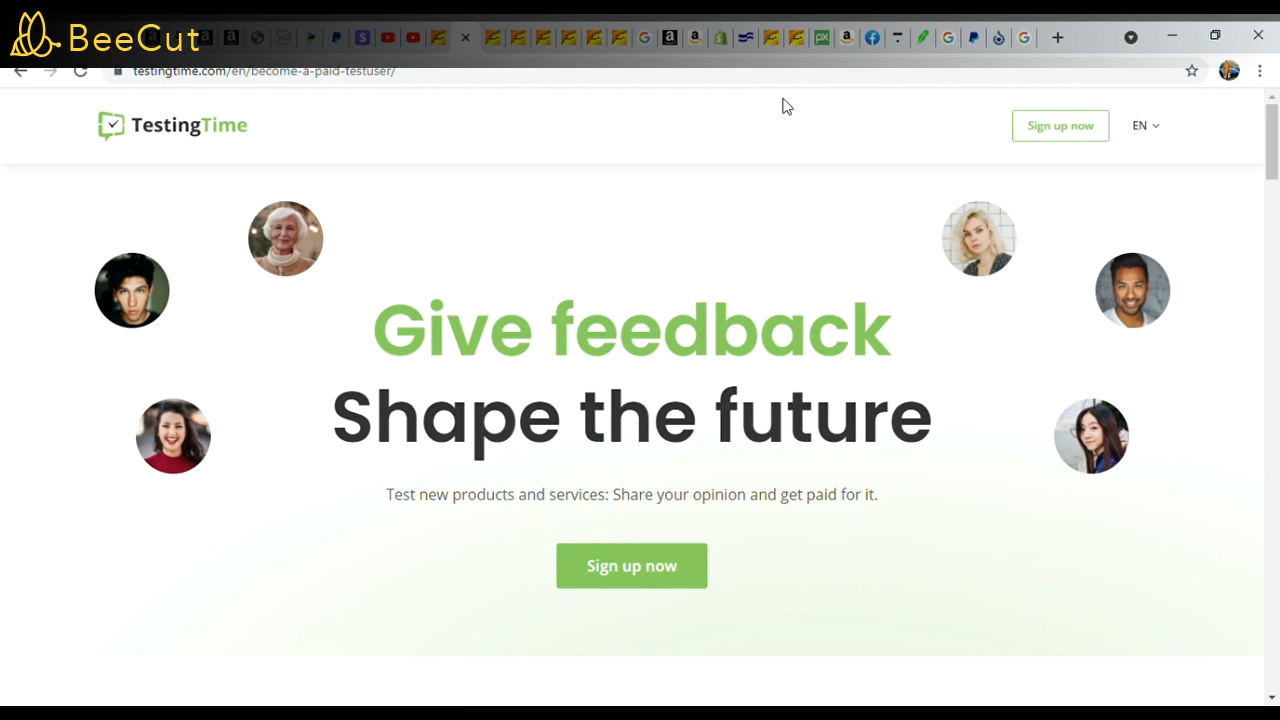 BeeCut
testingtime.com/en/become-a-paid-testuser/
TestingTime
Sign up now
EN
Give feedback
Shape the future
Test new products and services: Share your opinion and get paid for it.
Sign up now